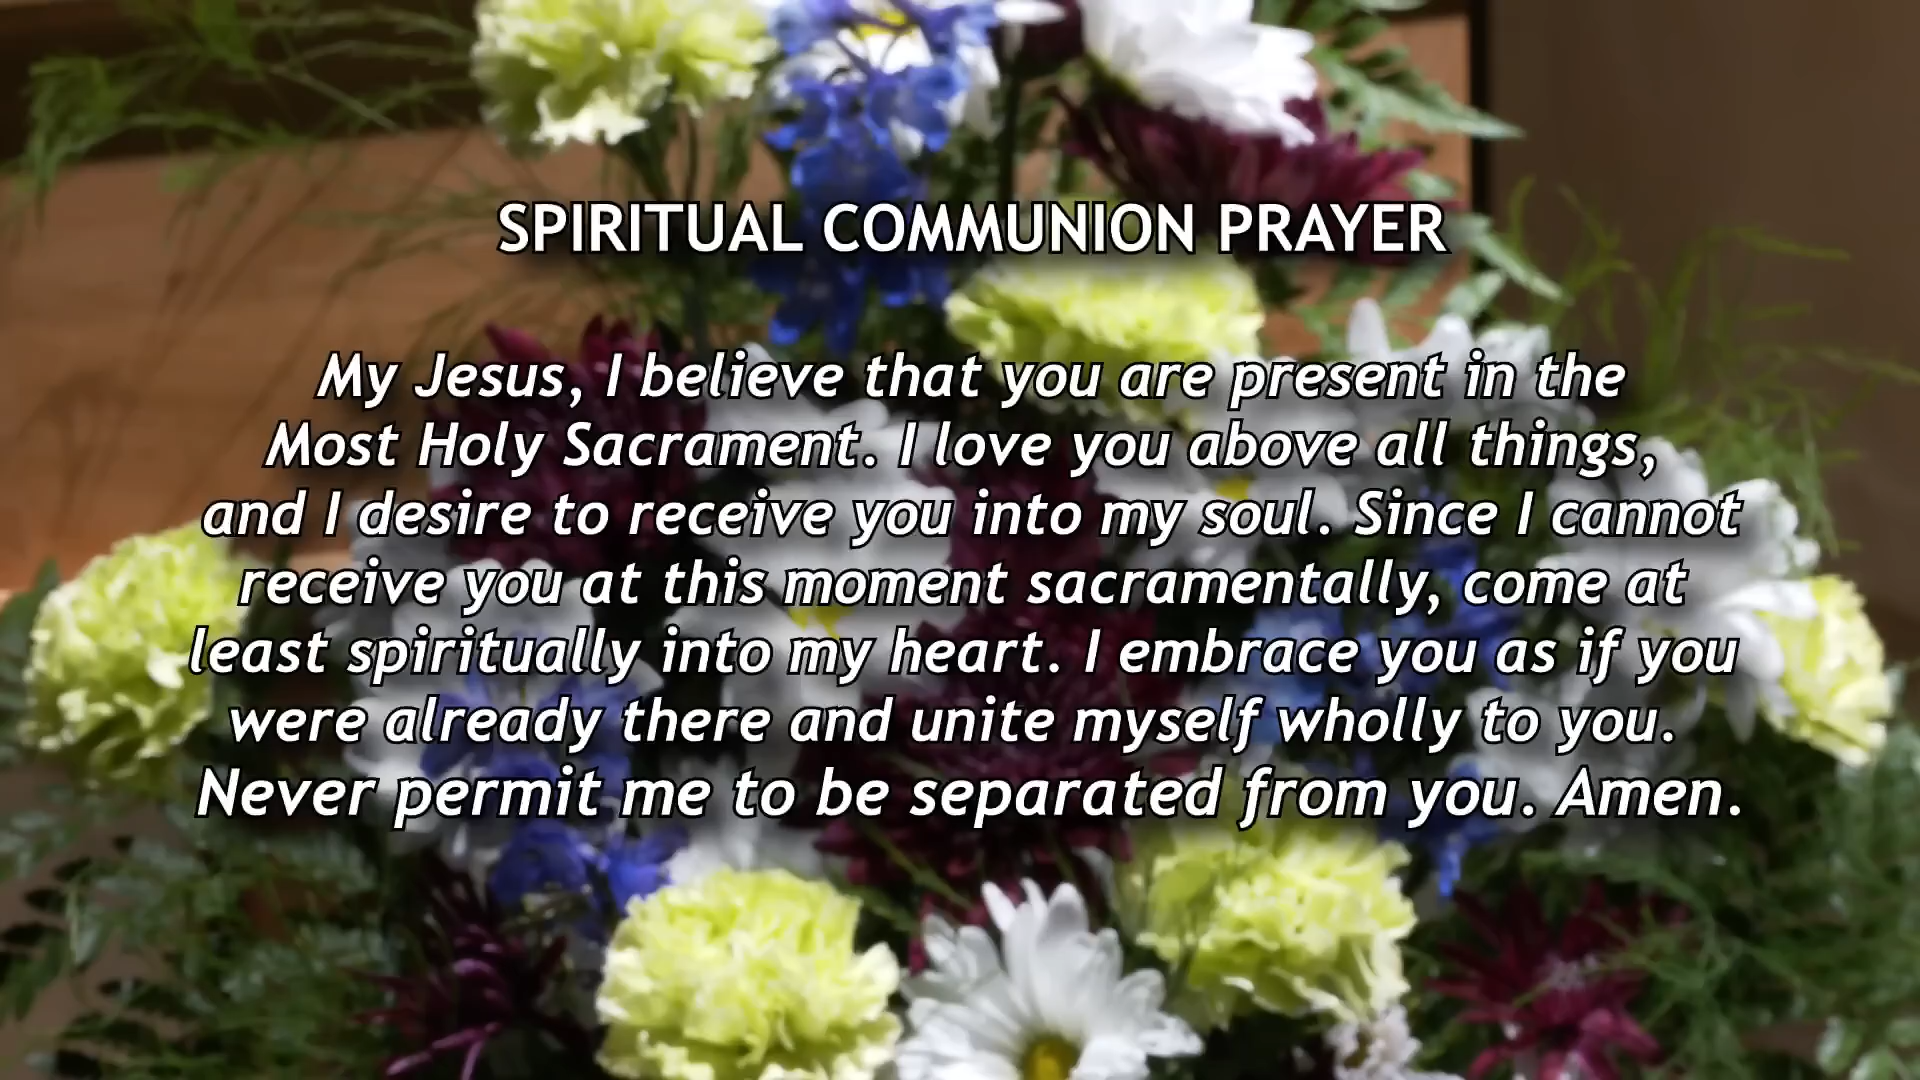 SPIRITUAL COMMUNION PRAYER
My Jesus, I believe that you are present in the
Most Holy Sacrament. I love you above all things,
and I desire to receive you into my soul. Since I cannot
receive you at this moment sacramentally, come at
least spiritually into my heart. I embrace you as if you
were already there and unite myself wholly to you.
Never permit me to be separated from you. Amen.